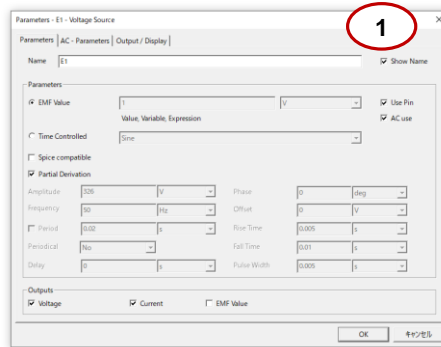 Parameters - E1 - Voltage Source
1
Parameters AC - Parameters Output / Display
Name E1 Show Name
Parameters
EMF Value 1 V Use Pin
Value, Variable, Expression AC use
Time Controlled Sine
Spice compatible
Partial Derivation
Amplitude 326 V Phase 0 deg
Frequency 50 Hz Offset 0 V
Period 0.02 s Rise Time 0.005 s
Periodical No Fall Time 0.01 s
Delay 0 s Pulse Width 0.005 s
Outputs
Voltage Current EMF Value
OK キャンセル